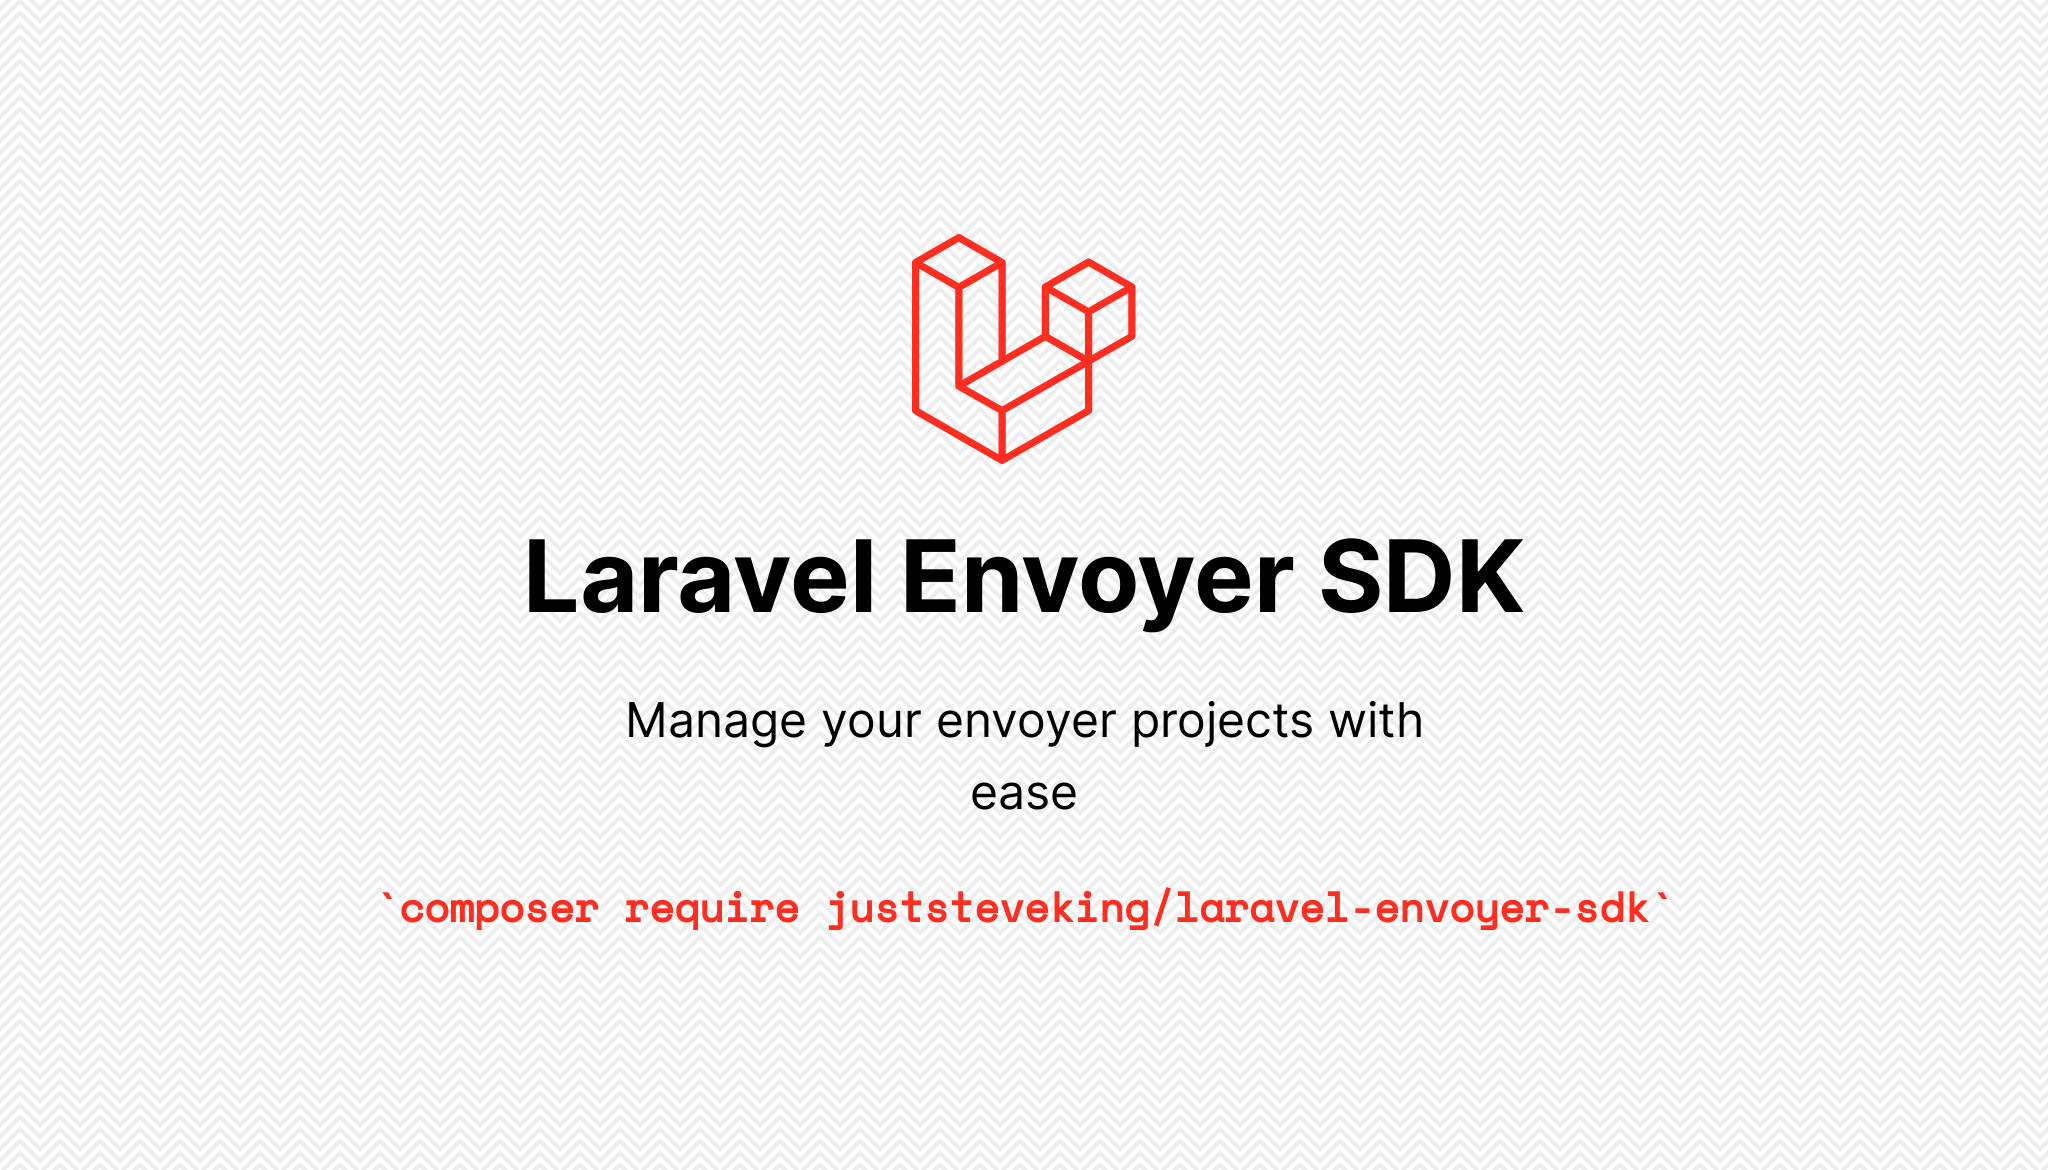 Laravel Envoyer SDK
Manage your envoyer projects with
ease
`composer require juststeveking/laravel-envoyer-sdk`